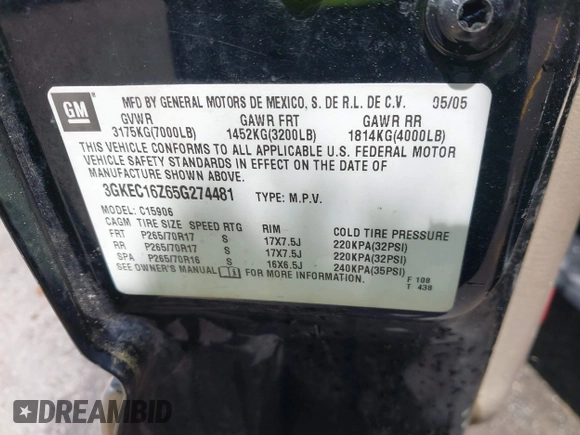 GM
MFD BY GENERAL MOTORS DE MEXICO, S. DE R.L. DE C.V. 05/05
GVWR GAWR FRT GAWR RR
3175KG(7000LB) 1452KG(3200LB) 1814KG(4000LB)
THIS VEHICLE CONFORMS TO ALL APPLICABLE U.S. FEDERAL MOTOR
VEHICLE SAFETY STANDARDS IN EFFECT ON THE DATE OF
MANUFACTURE SHOWN ABOVE.
3GKEC16Z65G274481 TYPE: M.P.V.
MODEL: C15906
CAGM TIRE SIZE SPEED RTG RIM COLD TIRE PRESSURE
FRT P265/70R17 S 17X7.5J 220KPA(32PSI)
RR P265/70R17 S 17X7.5J 220KPA(32PSI)
SPA P265/70R16 S 16X6.5J 240KPA(35PSI)
SEE OWNER'S MANUAL FOR MORE INFORMATION.
F 108
T 438
DREAMBID